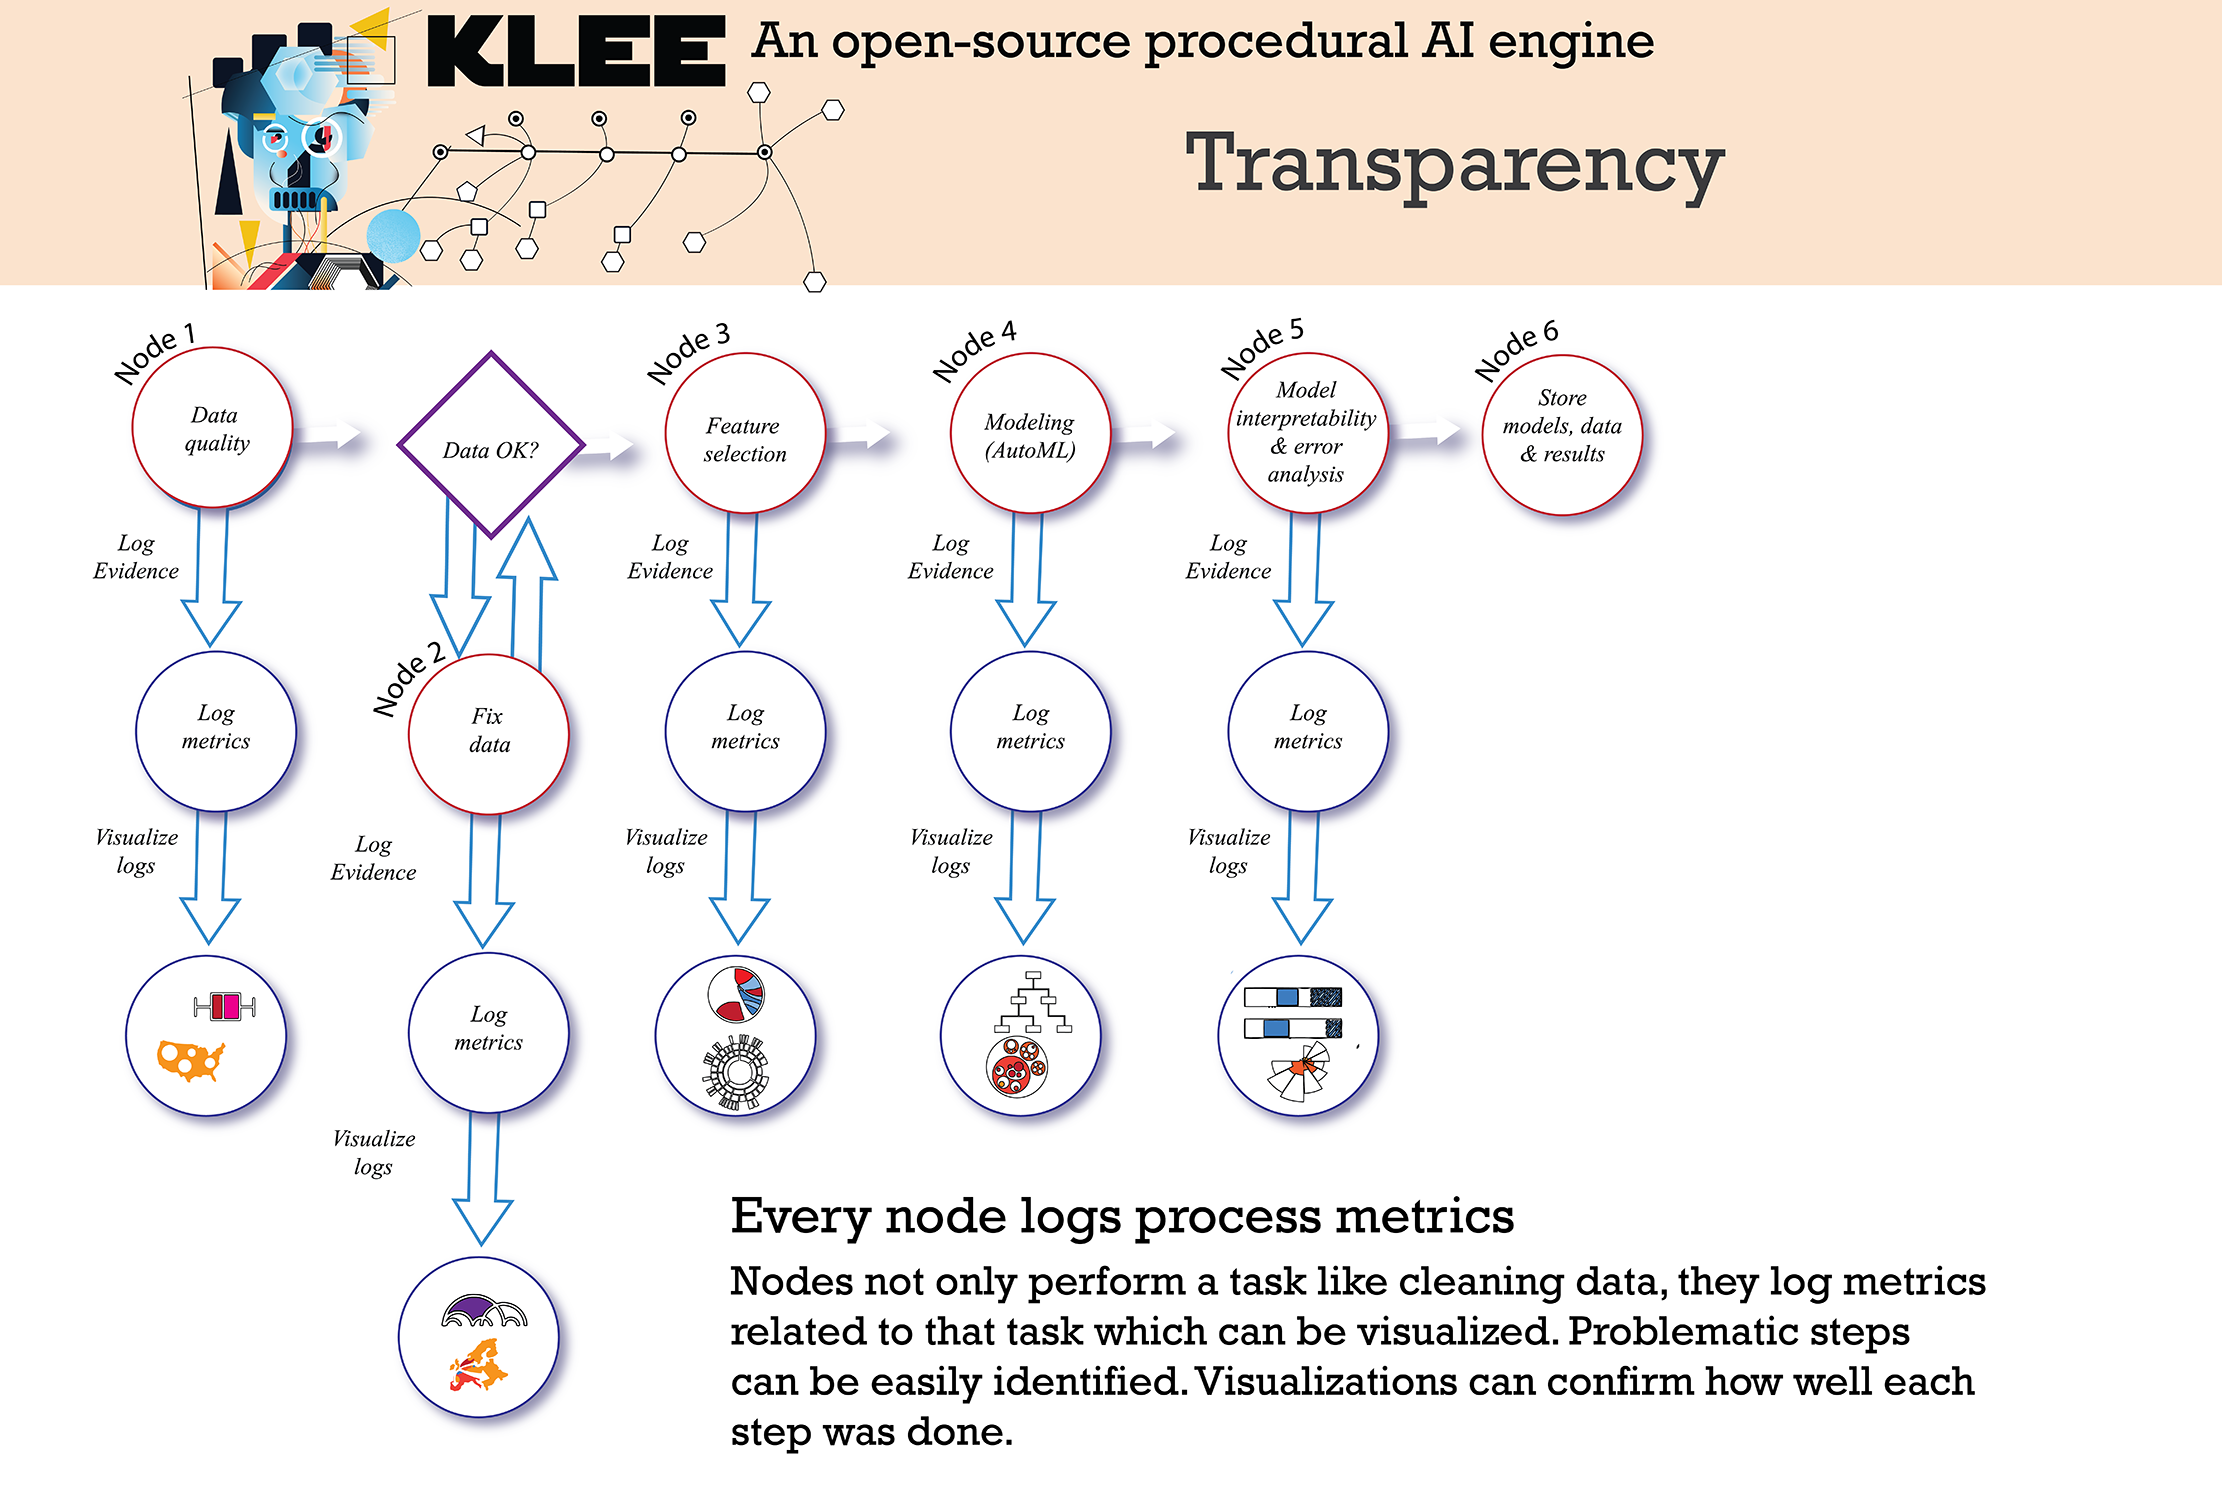 KLEE An open-source procedural AI engine
Transparency
Node 1
Data
quality
Data OK?
Node 3
Feature
selection
Node 4
Modeling
(AutoML)
Node 5
Model
interpretability
& error
analysis
Node 6
Store
models, data
& results
Log
Evidence
Log
Evidence
Log
Evidence
Log
Evidence
Node 2
Fix
data
Log
metrics
Log
metrics
Log
metrics
Log
metrics
Visualize
logs
Log
Evidence
Visualize
logs
Visualize
logs
Visualize
logs
Log
metrics
Visualize
logs
Every node logs process metrics
Nodes not only perform a task like cleaning data, they log metrics
related to that task which can be visualized. Problematic steps
can be easily identified. Visualizations can confirm how well each
step was done.